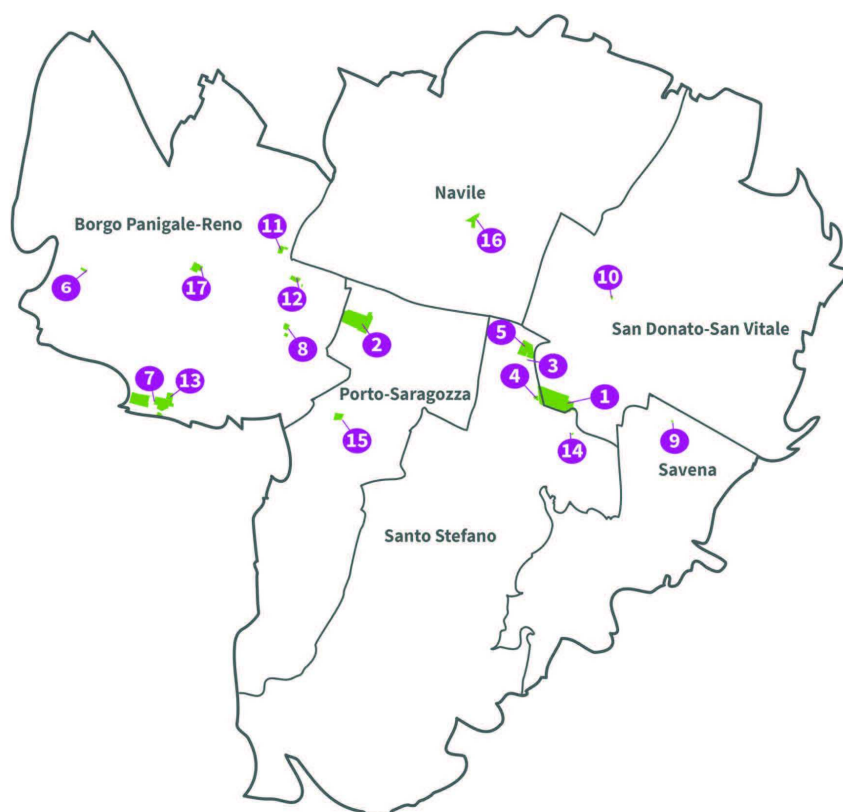 Navile
Borgo Panigale-Reno
11
16
6
17
12
10
San Donato-San Vitale
5
2
8
3
7
13
4
1
Porto-Saragozza
15
14
9
Savena
Santo Stefano